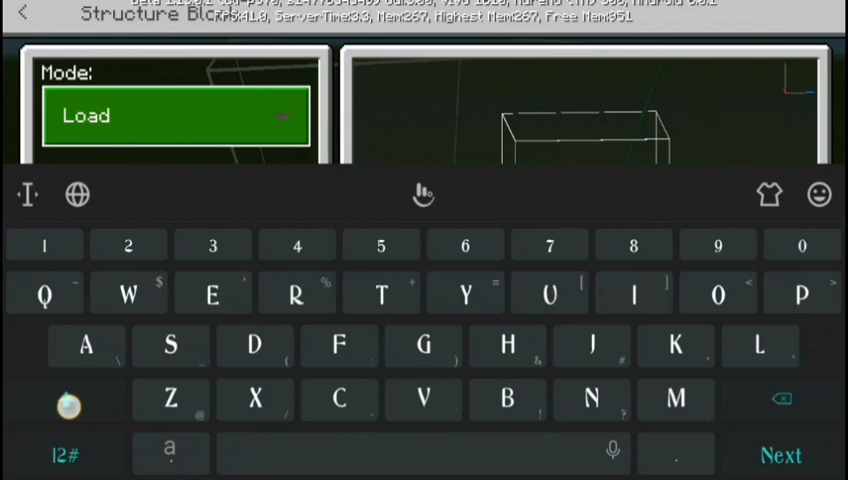 Structure Block
Mode:
Load
1 2 3 4 5 6 7 8 9 0
Q W E R T Y U I O P
A S D F G H J K L
Z X C V B N M
12# a . Next